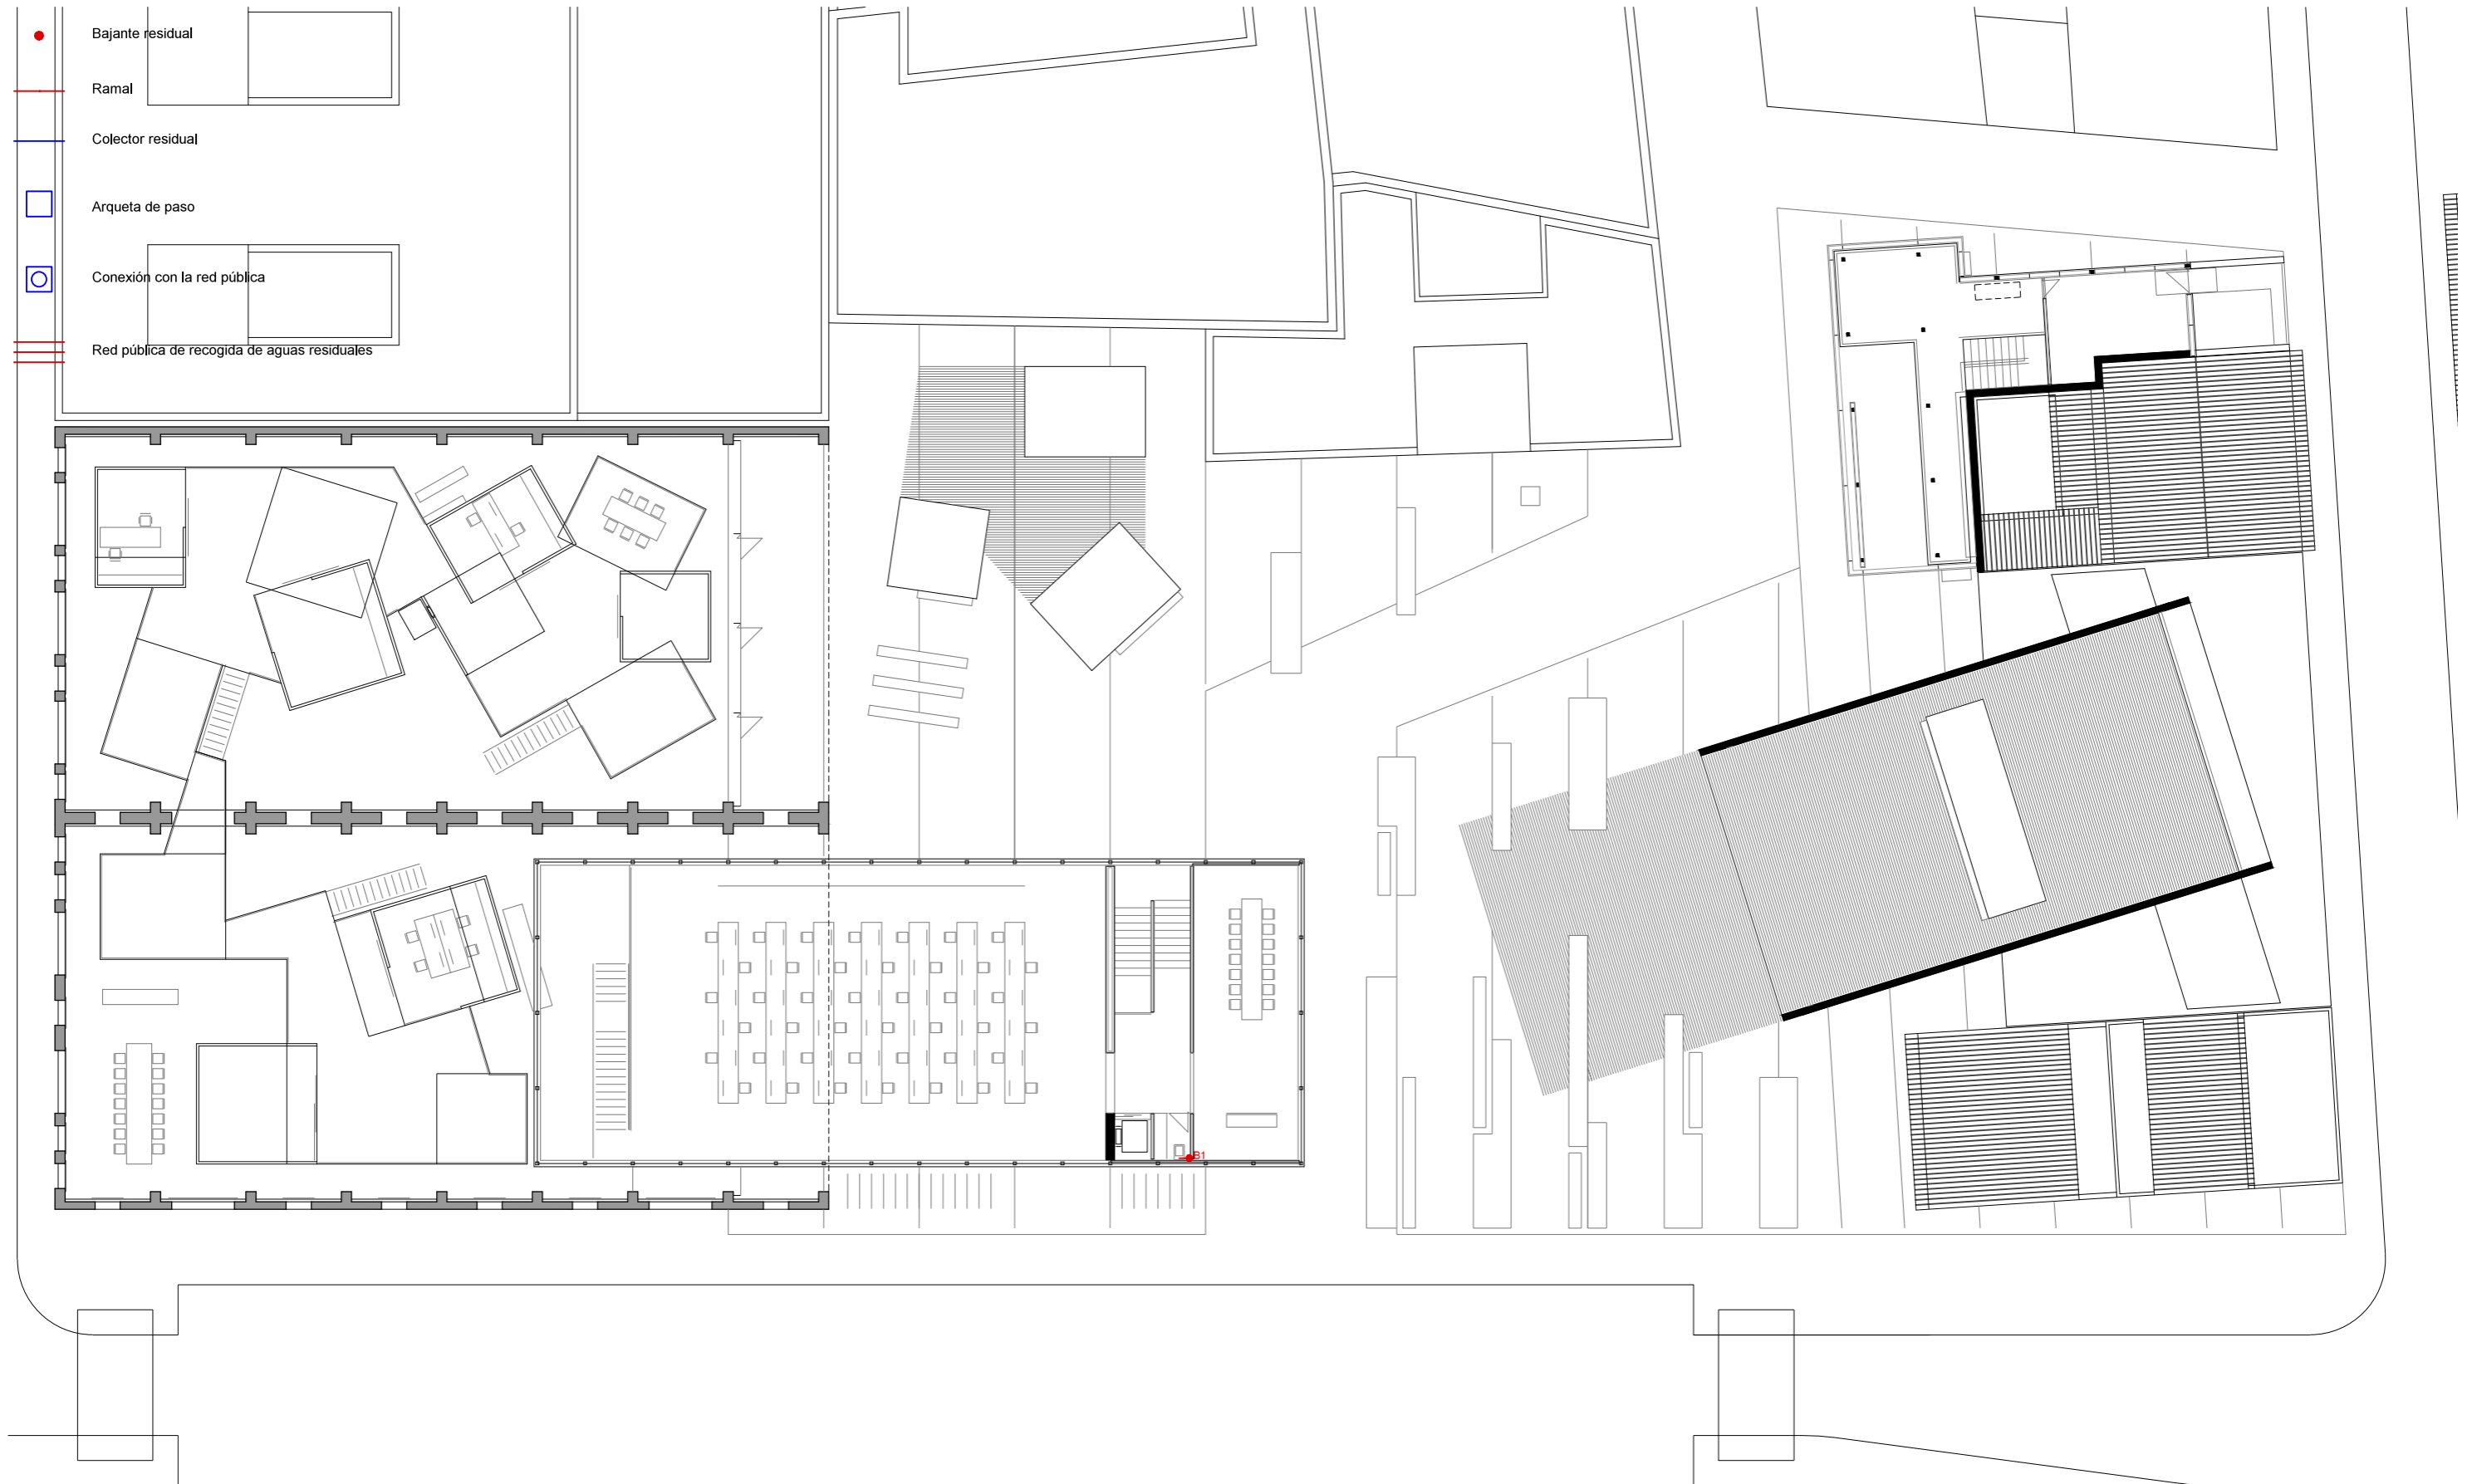 Bajante residual
Ramal
Colector residual
Arqueta de paso
Conexión con la red pública
Red pública de recogida de aguas residuales
B1